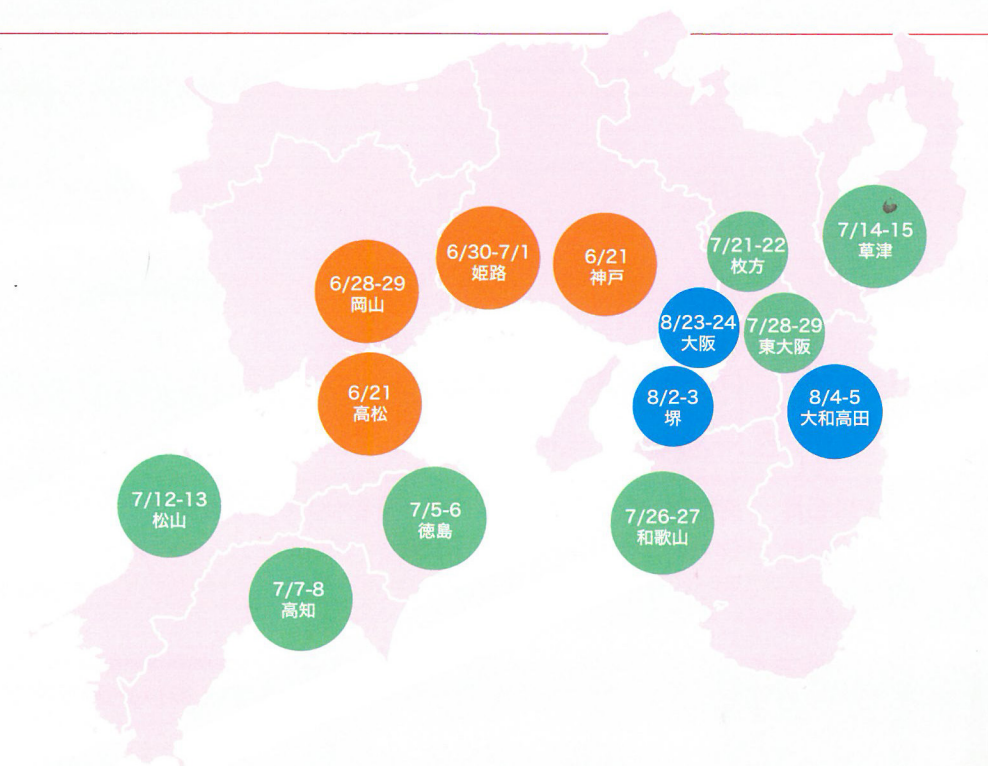 6/30-7/1
姫路
6/21
神戸
7/21-22
枚方
7/14-15
草津
6/28-29
岡山
8/23-24
大阪
7/28-29
東大阪
6/21
高松
8/2-3
堺
8/4-5
大和高田
7/12-13
松山
7/5-6
徳島
7/26-27
和歌山
7/7-8
高知